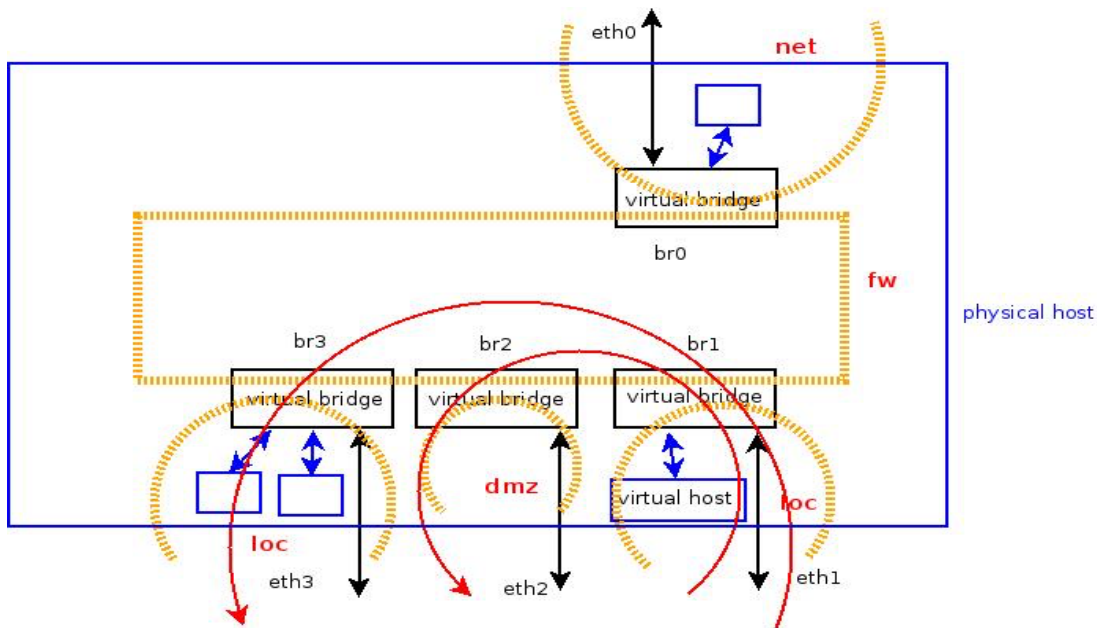 eth0
net
virtual bridge
br0
fw
physical host
br3
br2
br1
virtual bridge
virtual bridge
virtual bridge
dmz
virtual host
loc
loc
eth3
eth2
eth1